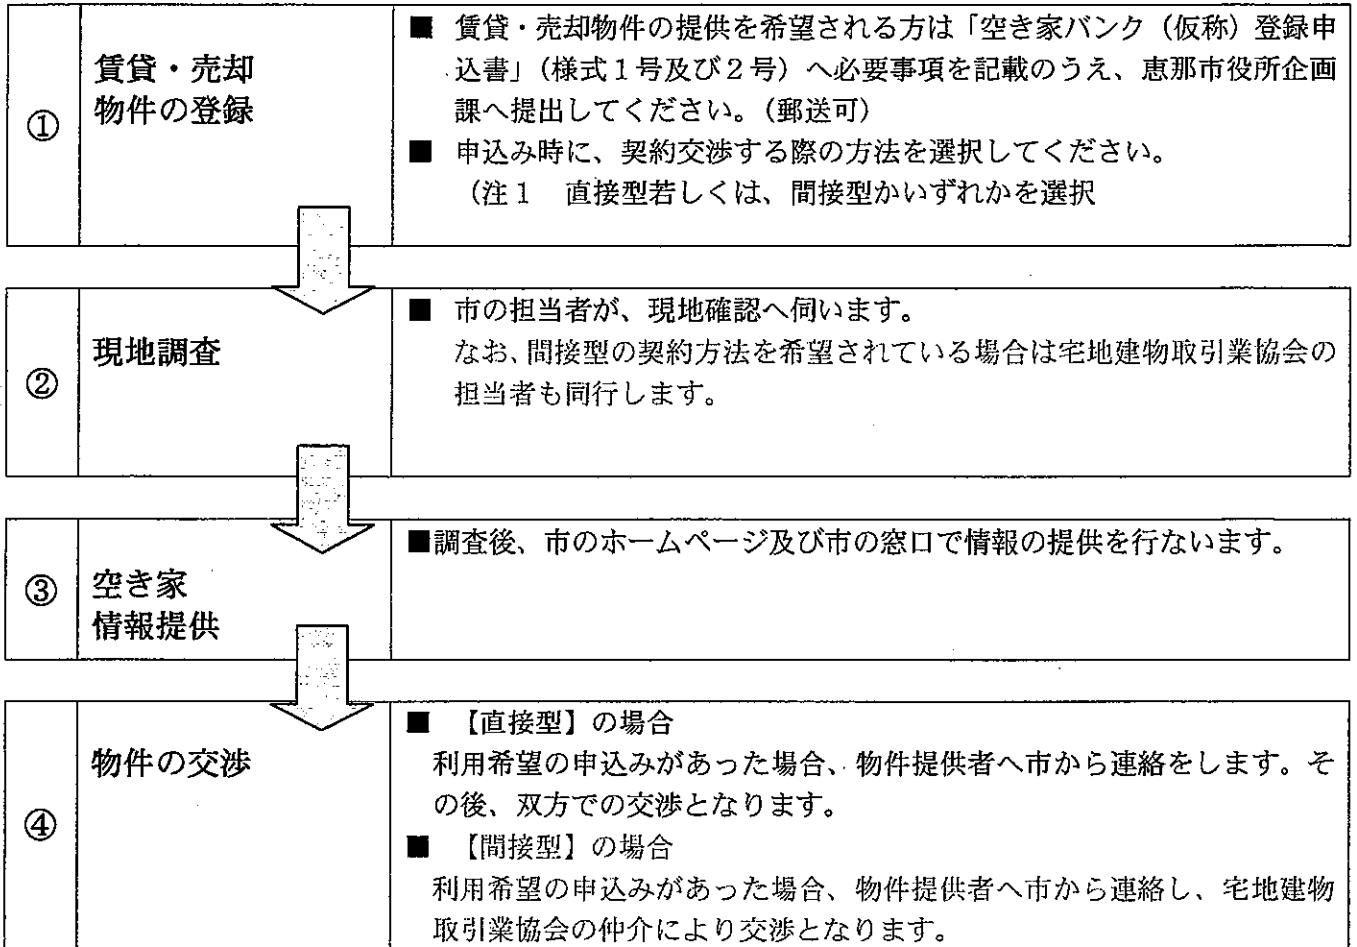 ①
賃貸・売却
物件の登録
■ 賃貸・売却物件の提供を希望される方は「空き家バンク（仮称）登録申
込書」（様式１号及び２号）へ必要事項を記載のうえ、恵那市役所企画
課へ提出してください。（郵送可）
■ 申込み時に、契約交渉する際の方法を選択してください。
（注１　直接型若しくは、間接型かいずれかを選択
②
現地調査
■ 市の担当者が、現地確認へ伺います。
なお、間接型の契約方法を希望されている場合は宅地建物取引業協会の
担当者も同行します。
③
空き家
情報提供
■調査後、市のホームページ及び市の窓口で情報の提供を行ないます。
④
物件の交渉
■ 【直接型】の場合
利用希望の申込みがあった場合、物件提供者へ市から連絡をします。そ
の後、双方での交渉となります。
■ 【間接型】の場合
利用希望の申込みがあった場合、物件提供者へ市から連絡し、宅地建物
取引業協会の仲介により交渉となります。